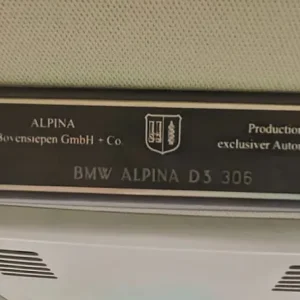 ALPINA
Bovensiepen GmbH + Co.
Production
exclusiver Autom
BMW ALPINA D3 306